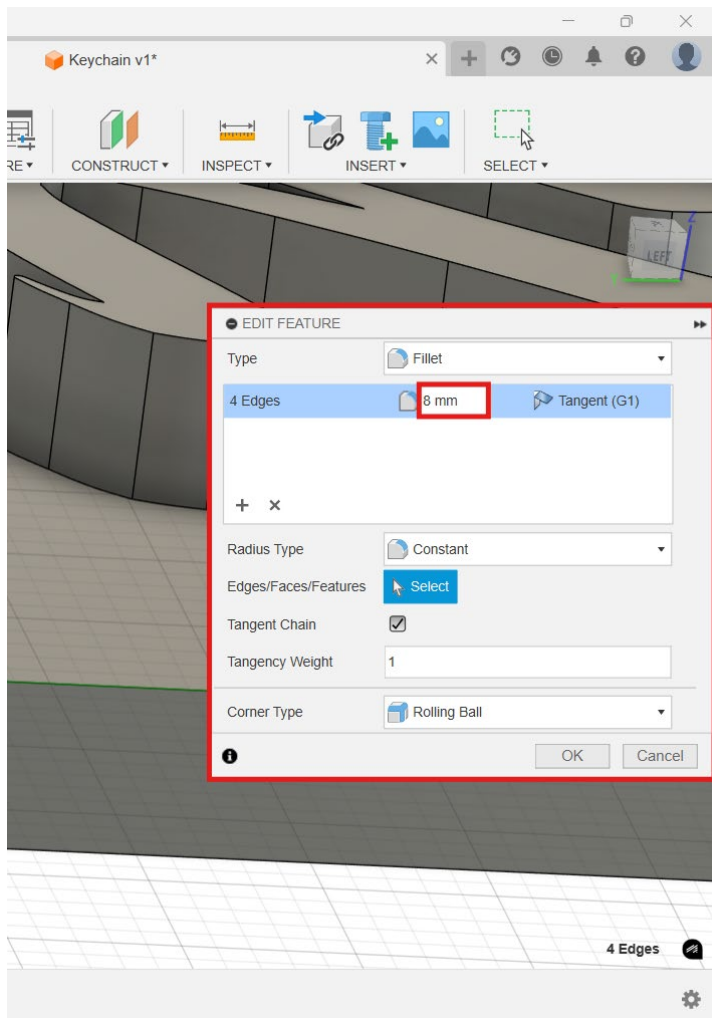 Keychain v1*
RE
CONSTRUCT
INSPECT
INSERT
SELECT
Z
LEFT
EDIT FEATURE
Type Fillet
4 Edges 8 mm Tangent (G1)
Radius Type Constant
Edges/Faces/Features Select
Tangent Chain
Tangency Weight 1
Corner Type Rolling Ball
OK Cancel
4 Edges